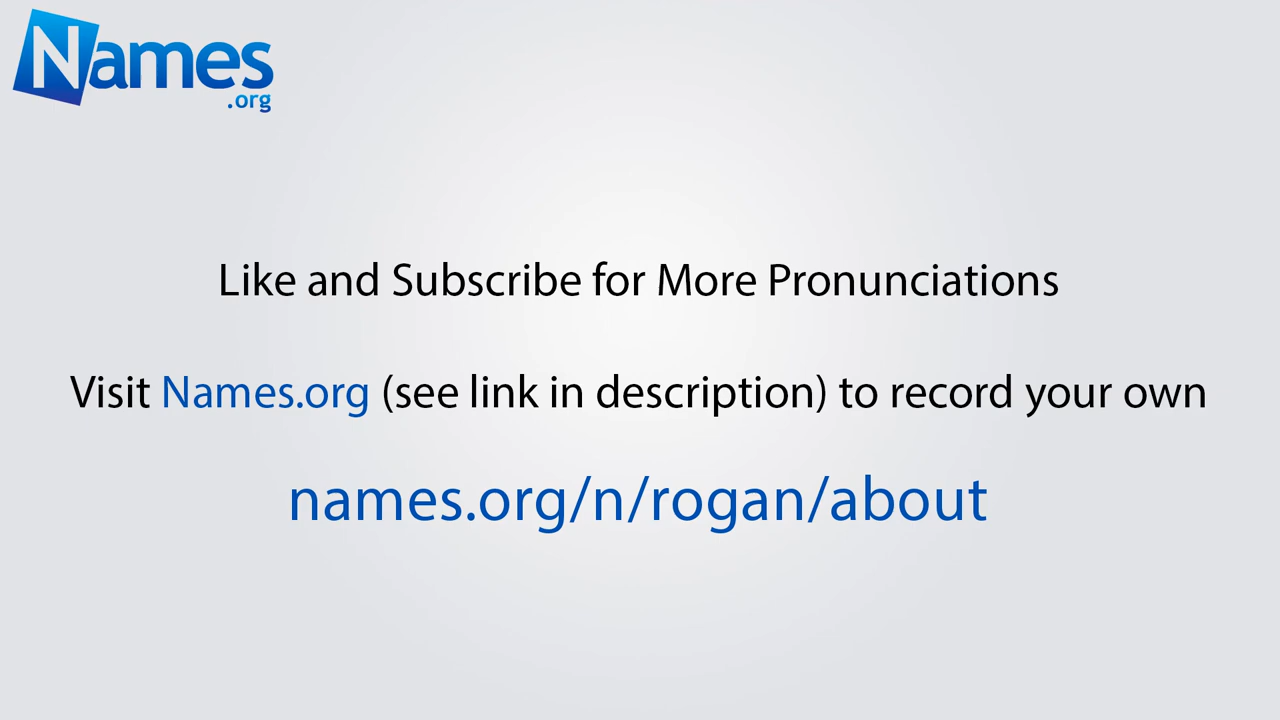 Names
.org
Like and Subscribe for More Pronunciations
Visit Names.org (see link in description) to record your own
names.org/n/rogan/about